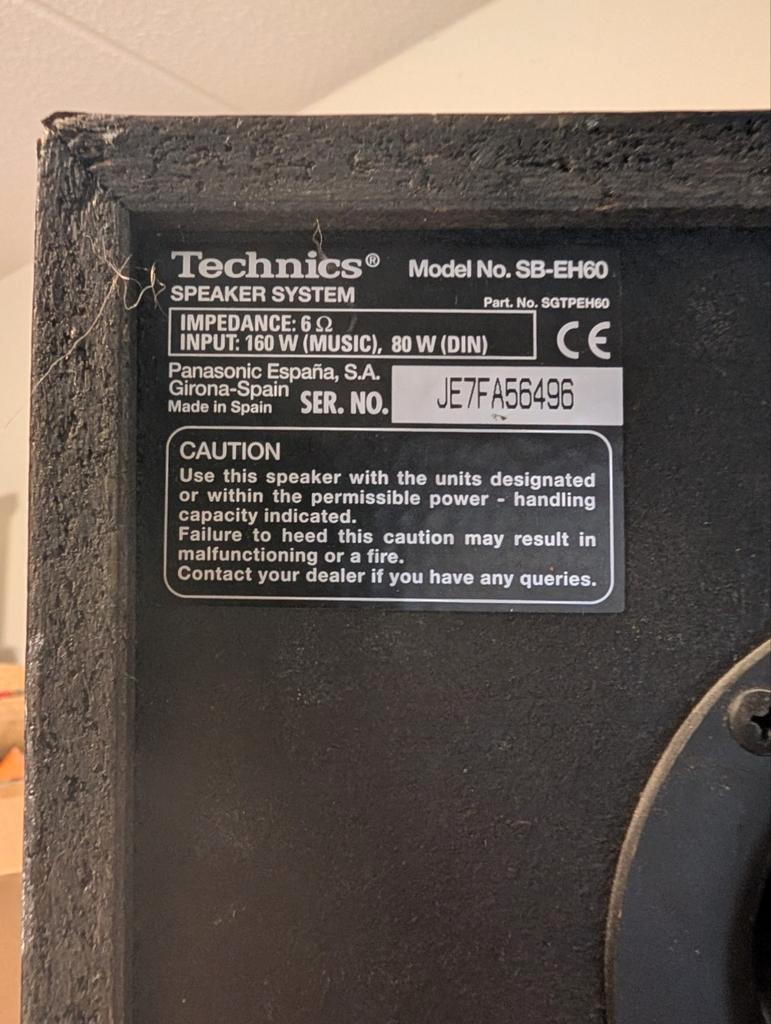 Technics® Model No. SB-EH60
SPEAKER SYSTEM Part. No. SGTPEH60
IMPEDANCE: 6 Ω
INPUT: 160 W (MUSIC), 80 W (DIN)
CE
Panasonic España, S.A.
Girona-Spain
Made in Spain SER. NO. JE7FA56496
CAUTION
Use this speaker with the units designated
or within the permissible power - handling
capacity indicated.
Failure to heed this caution may result in
malfunctioning or a fire.
Contact your dealer if you have any queries.